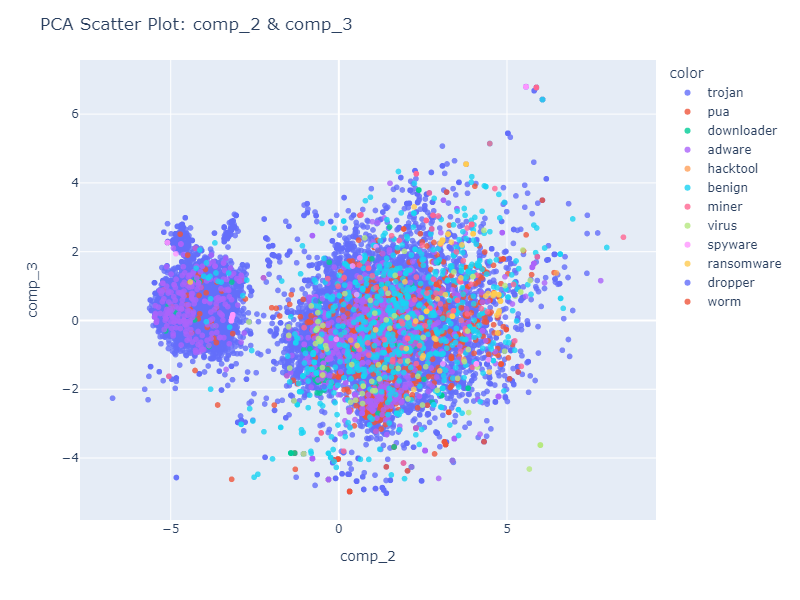 PCA Scatter Plot: comp_2 & comp_3
color
trojan
pua
downloader
adware
hacktool
benign
miner
virus
spyware
ransomware
dropper
worm
comp_3
6
4
2
0
−2
−4
−5
0
5
comp_2